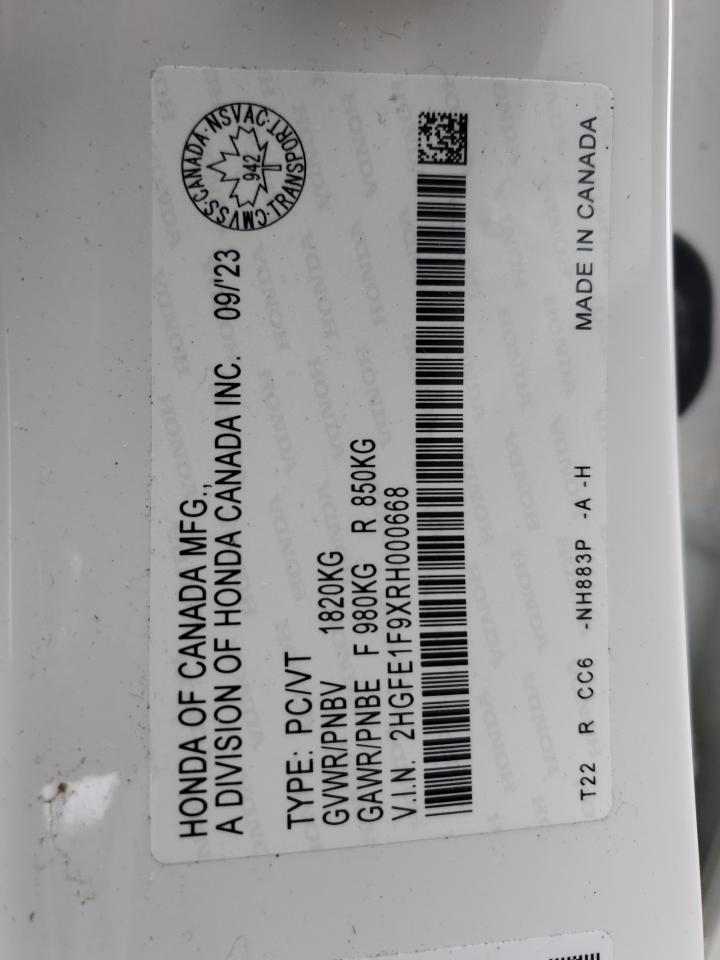 HONDA OF CANADA MFG.,
A DIVISION OF HONDA CANADA INC. 09/'23
CMVSS·CANADA·NSVAC·TRANSPORT·
942
T
TYPE: PC/VT
GVWR/PNBV 1820KG
GAWR/PNBE F 980KG R 850KG
V.I.N. 2HGFE1F9XRH000668
T22 R CC6 -NH883P -A -H MADE IN CANADA